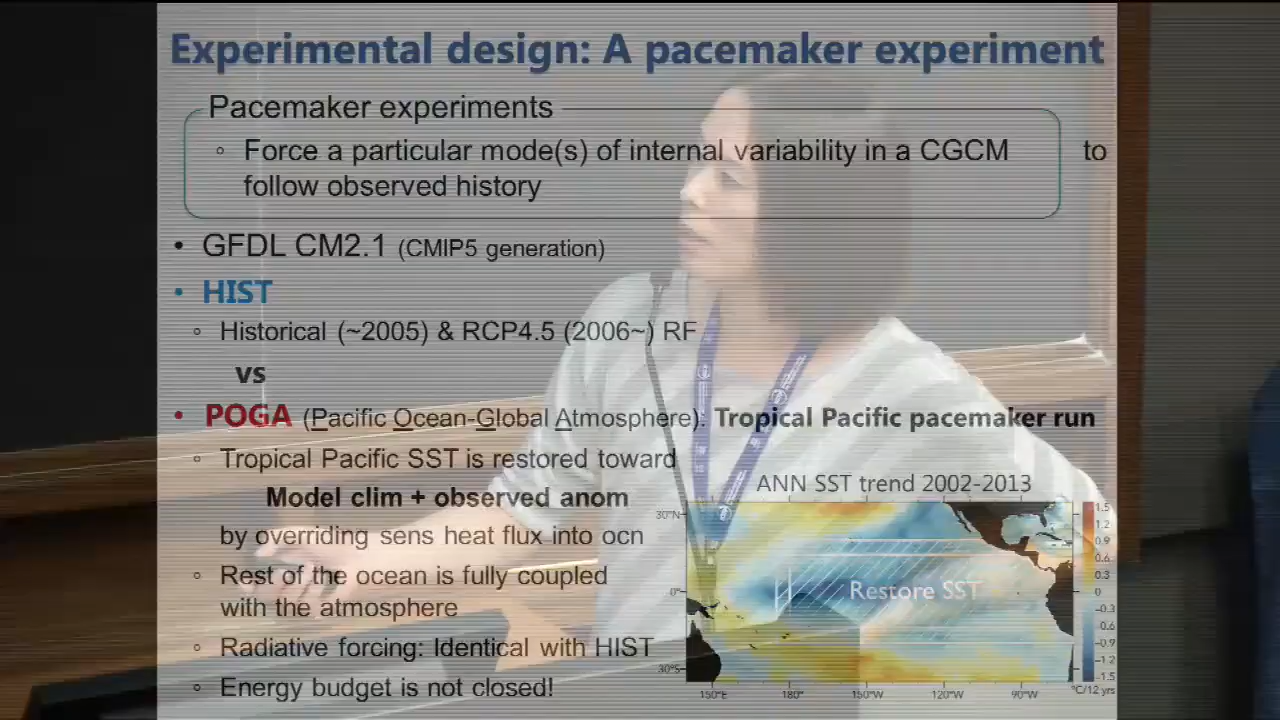 Experimental design: A pacemaker experiment
Pacemaker experiments
◦ Force a particular mode(s) of internal variability in a CGCM to
follow observed history
• GFDL CM2.1 (CMIP5 generation)
• HIST
◦ Historical (~2005) & RCP4.5 (2006~) RF
vs
• POGA (Pacific Ocean-Global Atmosphere): Tropical Pacific pacemaker run
◦ Tropical Pacific SST is restored toward
Model clim + observed anom
by overriding sens heat flux into ocn
◦ Rest of the ocean is fully coupled
with the atmosphere
◦ Radiative forcing: Identical with HIST
◦ Energy budget is not closed!
ANN SST trend 2002-2013
30°N
0°
30°S
Restore SST
150°E 180° 150°W 120°W 90°W
1.5
1.2
0.9
0.6
0.3
0
-0.3
-0.6
-0.9
-1.2
-1.5
°C/12 yrs